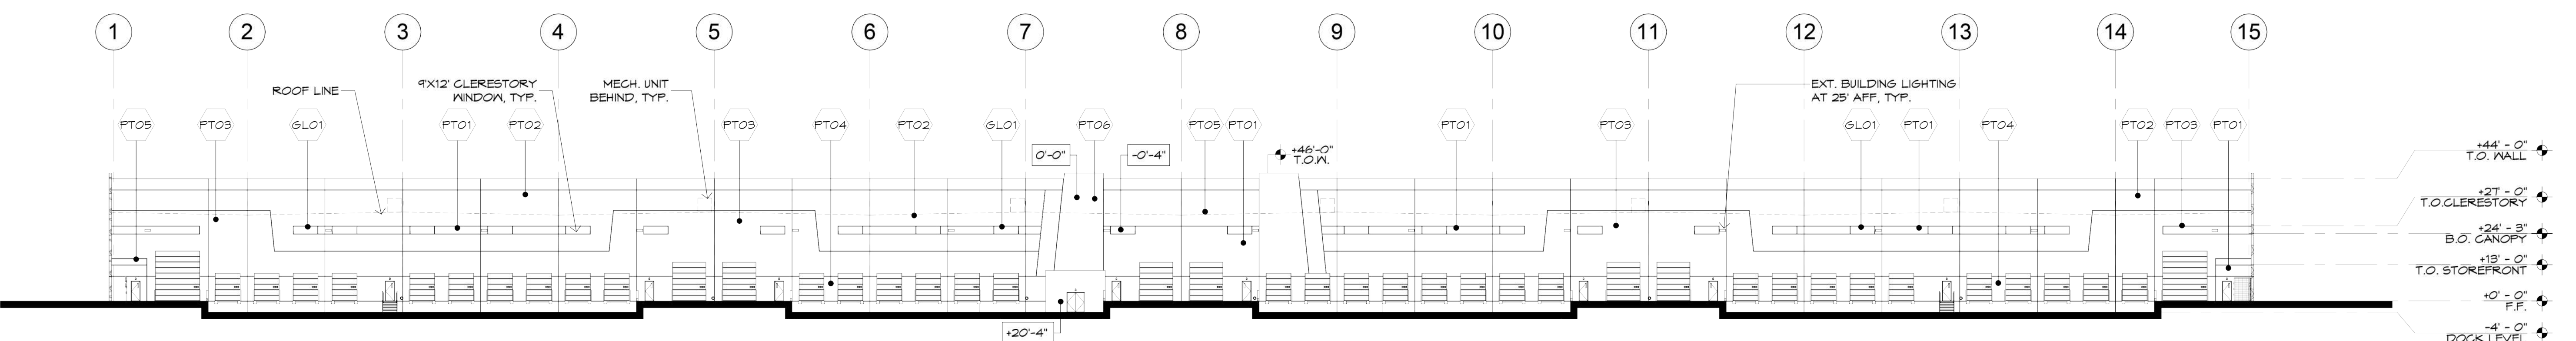 1 2 3 4 5 6 7 8 9 10 11 12 13 14 15
ROOF LINE
9'X12' CLERESTORY
WINDOW, TYP.
MECH. UNIT
BEHIND, TYP.
EXT. BUILDING LIGHTING
AT 25' AFF, TYP.
PT05 PT03 GL01 PT01 PT02 PT03 PT04 PT02 GL01 PT06 PT05 PT01 PT01 PT03 GL01 PT01 PT04 PT02 PT03 PT01
0'-0"
-0'-4"
+46'-0"
T.O.W.
+20'-4"
+44' - 0"
T.O. WALL
+27' - 0"
T.O.CLERESTORY
+24' - 3"
B.O. CANOPY
+13' - 0"
T.O. STOREFRONT
+0' - 0"
F.F.
-4' - 0"
DOCK LEVEL